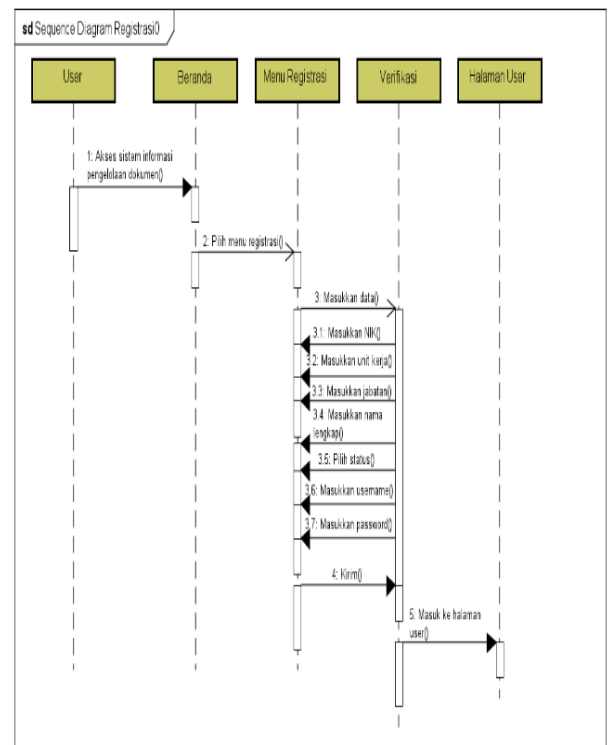 sd Sequence Diagram Registrasi0
User
Beranda
Menu Registrasi
Verifikasi
Halaman User
1: Akses sistem informasi
pengelolaan dokumen()
2: Pilih menu registrasi()
3: Masukkan data()
3.1: Masukkan NIK()
3.2: Masukkan unit kerja()
3.3: Masukkan jabatan()
3.4: Masukkan nama
lengkap()
3.5: Pilih status()
3.6: Masukkan username()
3.7: Masukkan password()
4: Kirim()
5: Masuk ke halaman
user()